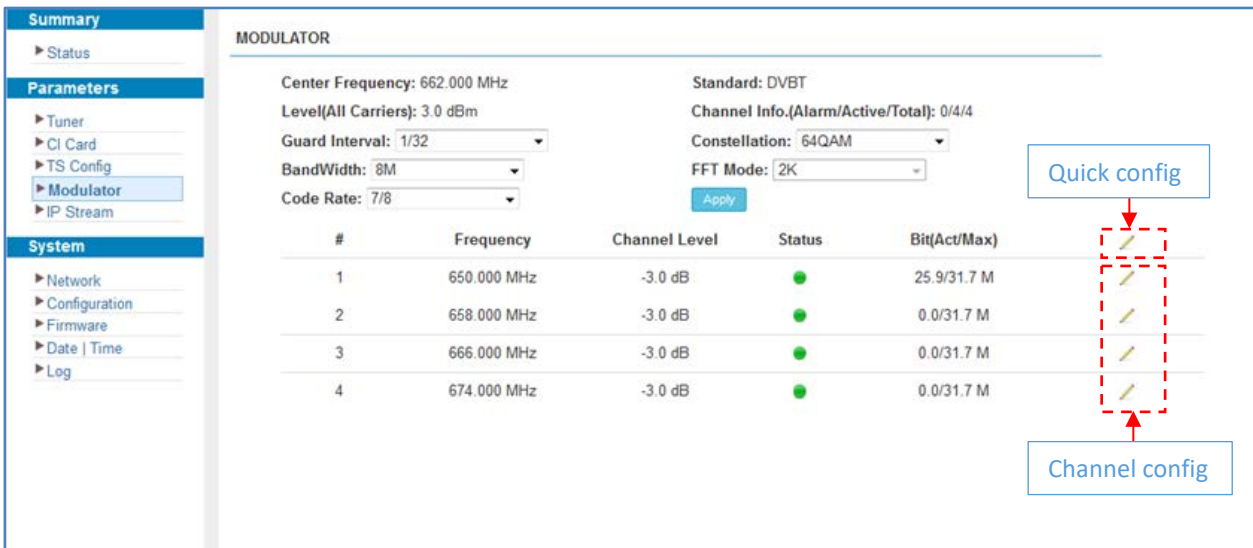 Summary
Status
Parameters
Tuner
CI Card
TS Config
Modulator
IP Stream
System
Network
Configuration
Firmware
Date | Time
Log
MODULATOR
Center Frequency: 662.000 MHz Standard: DVBT
Level(All Carriers): 3.0 dBm Channel Info.(Alarm/Active/Total): 0/4/4
Guard Interval: 1/32 Constellation: 64QAM
BandWidth: 8M FFT Mode: 2K
Code Rate: 7/8 Apply
# Frequency Channel Level Status Bit(Act/Max)
1 650.000 MHz -3.0 dB 25.9/31.7 M
2 658.000 MHz -3.0 dB 0.0/31.7 M
3 666.000 MHz -3.0 dB 0.0/31.7 M
4 674.000 MHz -3.0 dB 0.0/31.7 M
Quick config
Channel config